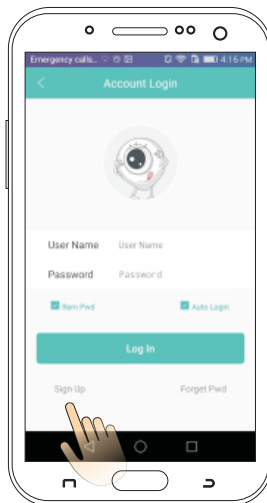 Emergency calls... 4:16 PM
Account Login
User Name User Name
Password Password
Rem Pwd Auto Login
Log In
Sign Up Forget Pwd